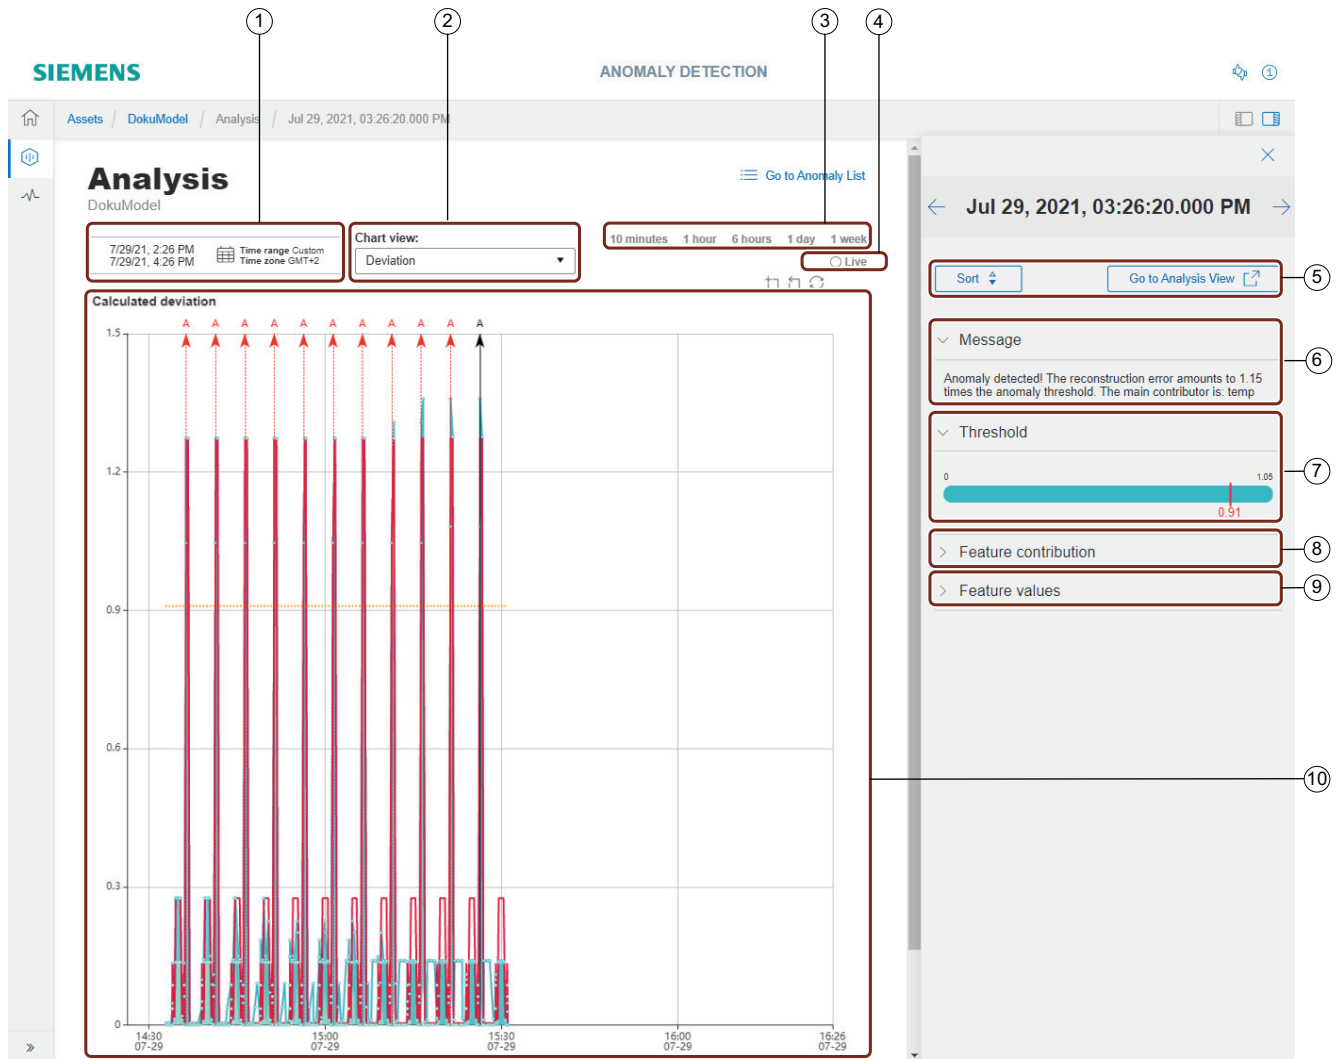 1
2
3
4
SIEMENS
ANOMALY DETECTION
Assets / DokuModel / Analysis / Jul 29, 2021, 03:26:20.000 PM
Analysis
DokuModel
Go to Anomaly List
7/29/21, 2:26 PM
7/29/21, 4:26 PM
Time range Custom
Time zone GMT+2
Chart view:
Deviation
10 minutes 1 hour 6 hours 1 day 1 week
Live
Calculated deviation
A A A A A A A A A A A
1.5
1.2
0.9
0.6
0.3
0
14:30 15:00 15:30 16:00 16:26
07-29 07-29 07-29 07-29 07-29
Jul 29, 2021, 03:26:20.000 PM
Sort
Go to Analysis View
5
Message
Anomaly detected! The reconstruction error amounts to 1.15
times the anomaly threshold. The main contributor is: temp
6
Threshold
0 1.05
0.91
7
Feature contribution
8
Feature values
9
10